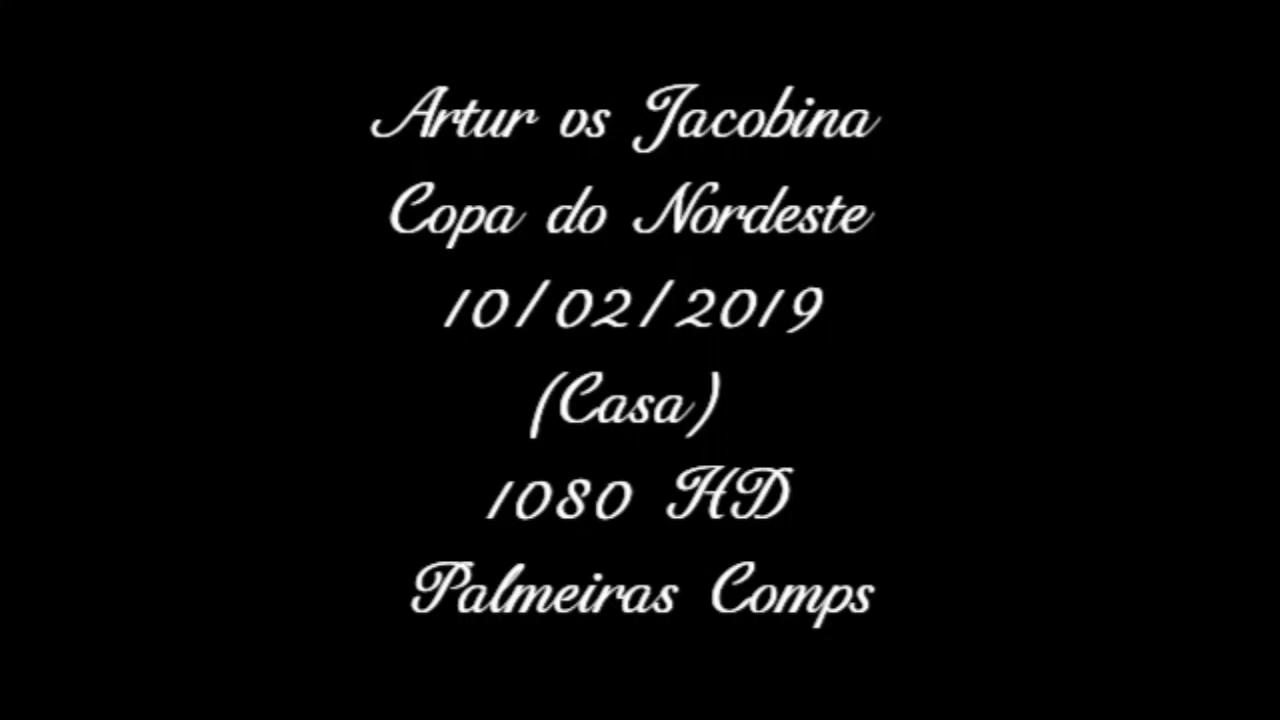 Artur vs Jacobina
Copa do Nordeste
10/02/2019
(Casa)
1080 HD
Palmeiras Comps